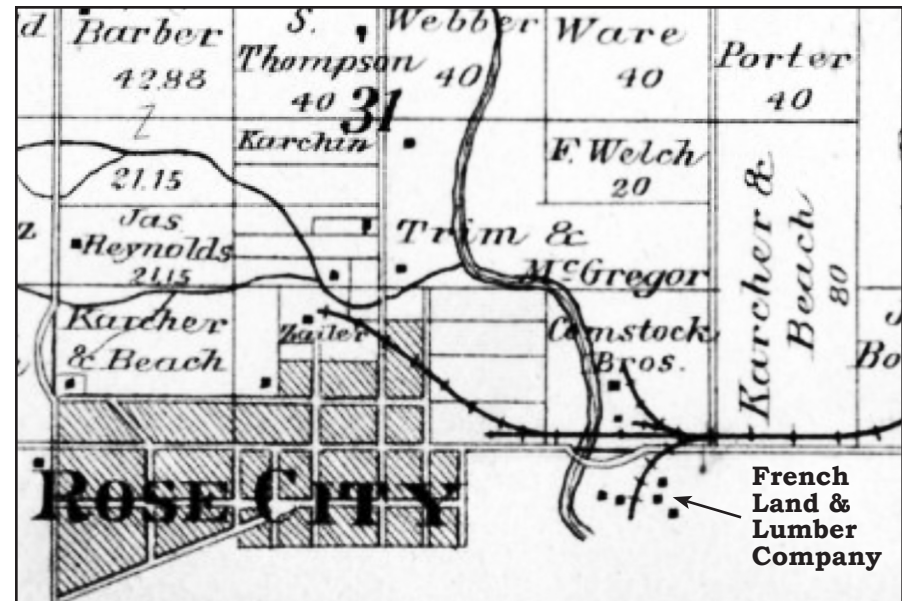 d
Barber
42.88
S.
Thompson
40
31
Webber
40
Ware
40
Porter
40
Karchin
21.15
F. Welch
20
z
Jas
Reynolds
21.15
Trim &
McGregor
Karcher &
Beach
80
Karcher
& Beach
Zailer
Comstock
Bros.
J
Bo
ROSE CITY
French
Land &
Lumber
Company